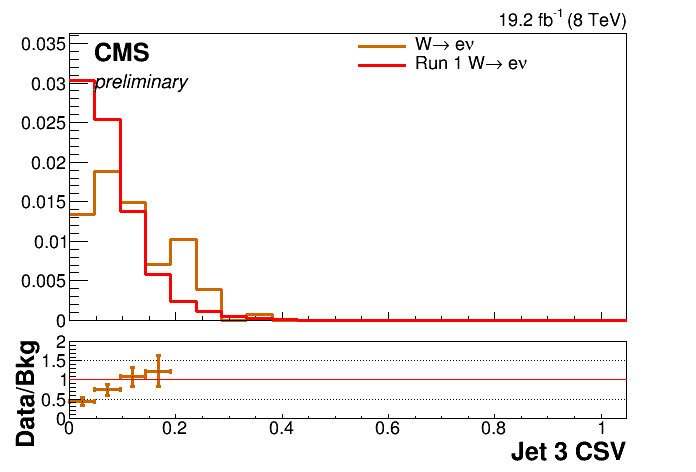 19.2 fb⁻¹ (8 TeV)
CMS
preliminary
W→ eν
Run 1 W→ eν
0.035
0.03
0.025
0.02
0.015
0.01
0.005
0
Data/Bkg
2
1.5
1
0.5
0
0 0.2 0.4 0.6 0.8 1
Jet 3 CSV